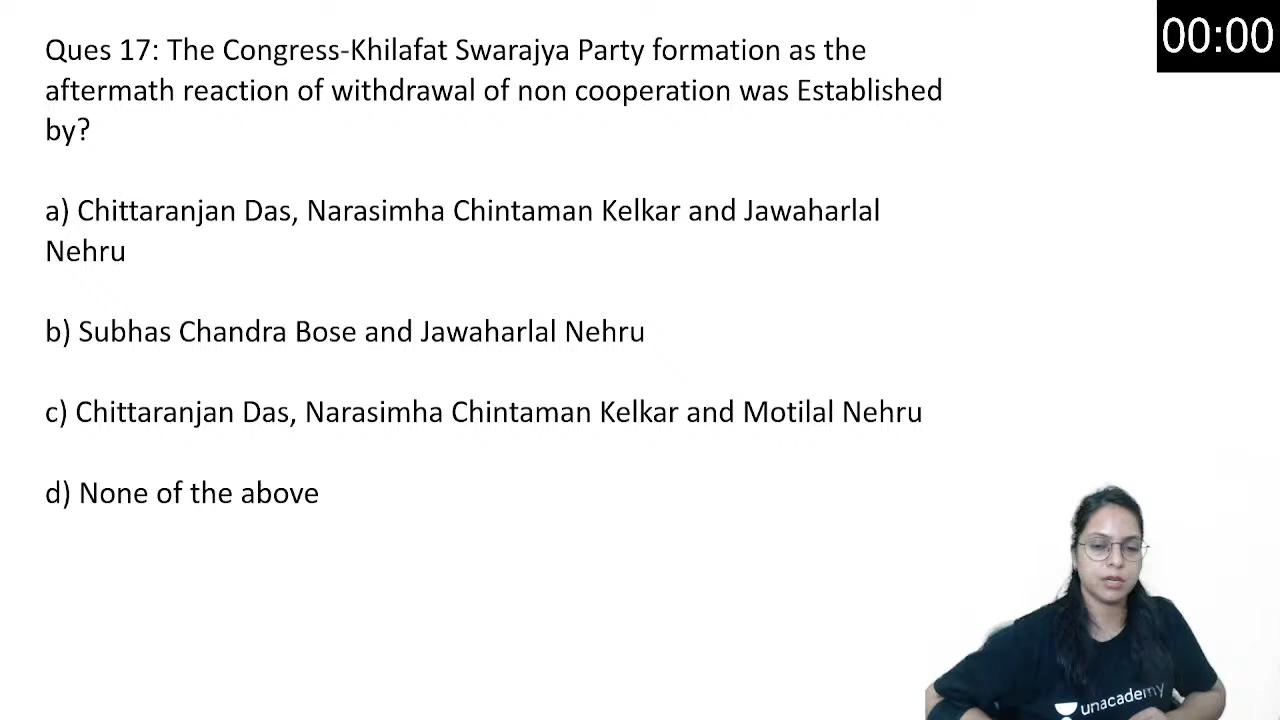 00:00
Ques 17: The Congress-Khilafat Swarajya Party formation as the
aftermath reaction of withdrawal of non cooperation was Established
by?
a) Chittaranjan Das, Narasimha Chintaman Kelkar and Jawaharlal
Nehru
b) Subhas Chandra Bose and Jawaharlal Nehru
c) Chittaranjan Das, Narasimha Chintaman Kelkar and Motilal Nehru
d) None of the above
unacademy